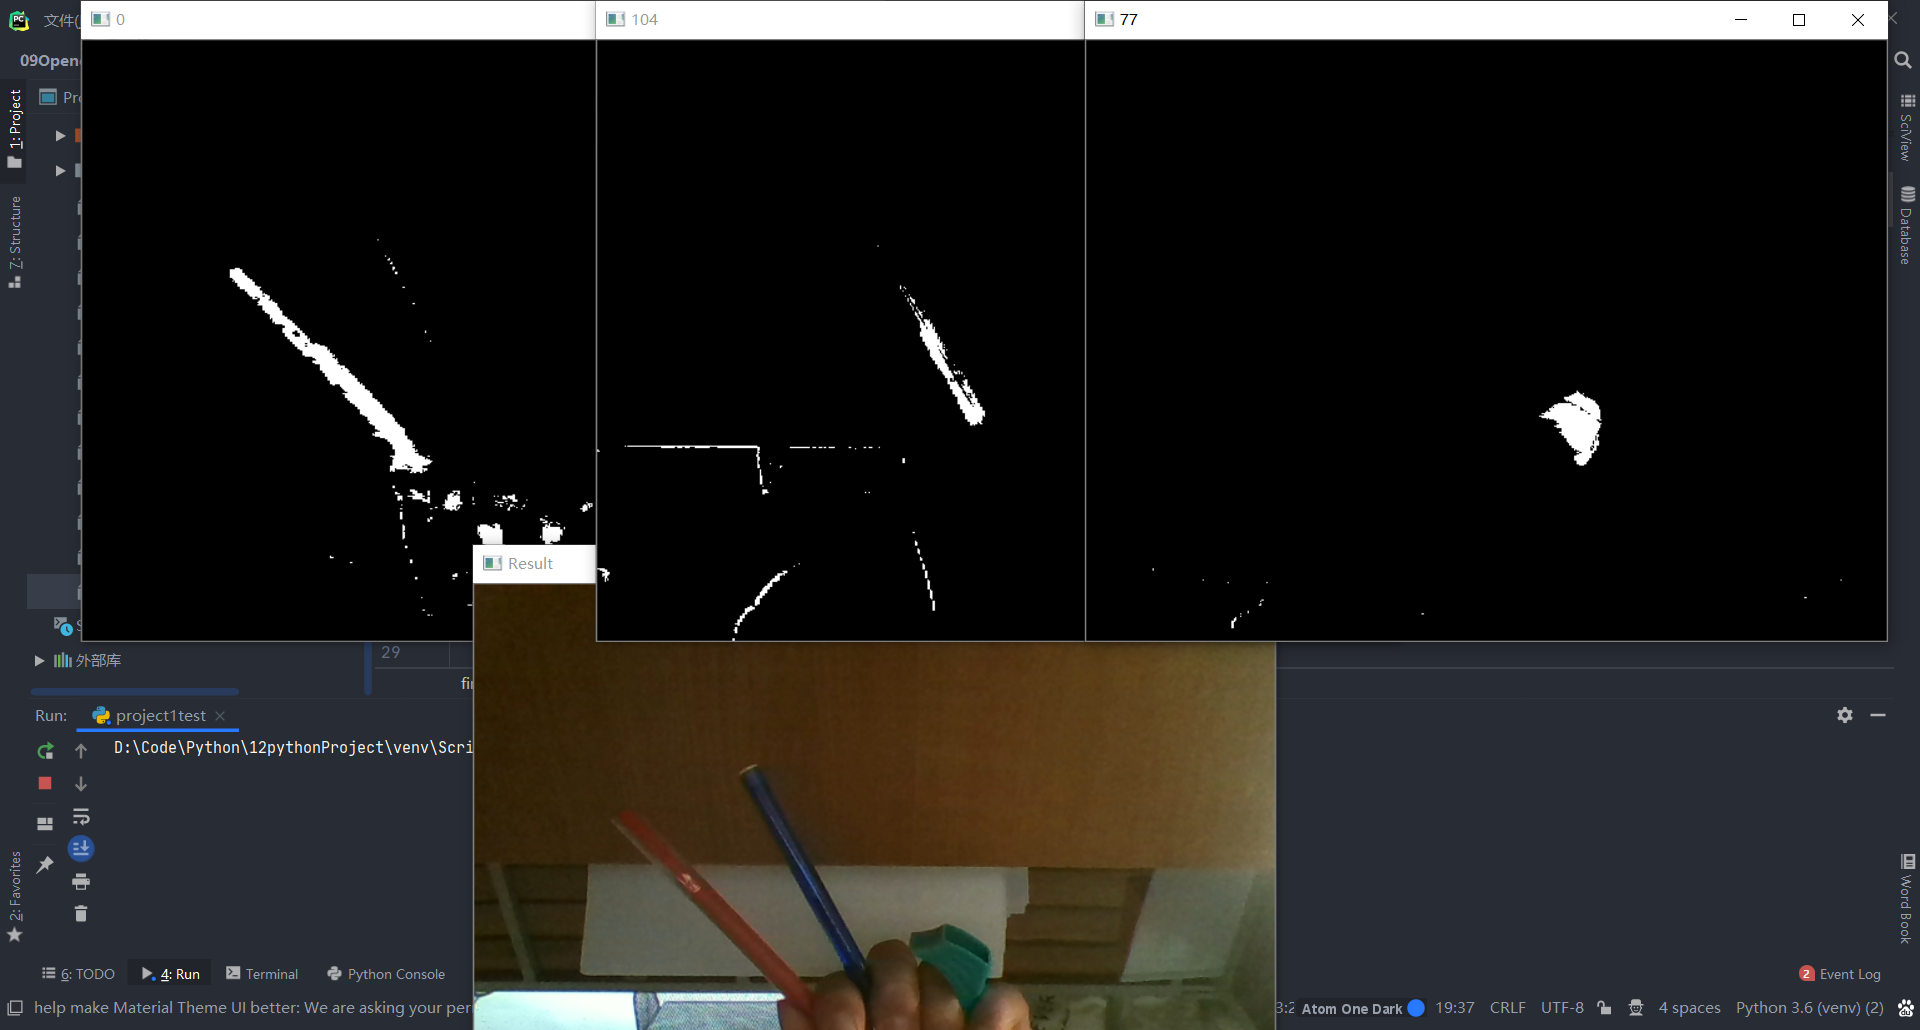 文件(
0
104
77
09Openc
Pr
1: Project
7: Structure
2: Favorites
SciView
Database
Word Book
Result
外部库
29
fi
Run:
project1test
D:\Code\Python\12pythonProject\venv\Scri
6: TODO
4: Run
Terminal
Python Console
2 Event Log
help make Material Theme UI better: We are asking your per
3:2
Atom One Dark
19:37
CRLF
UTF-8
4 spaces
Python 3.6 (venv) (2)